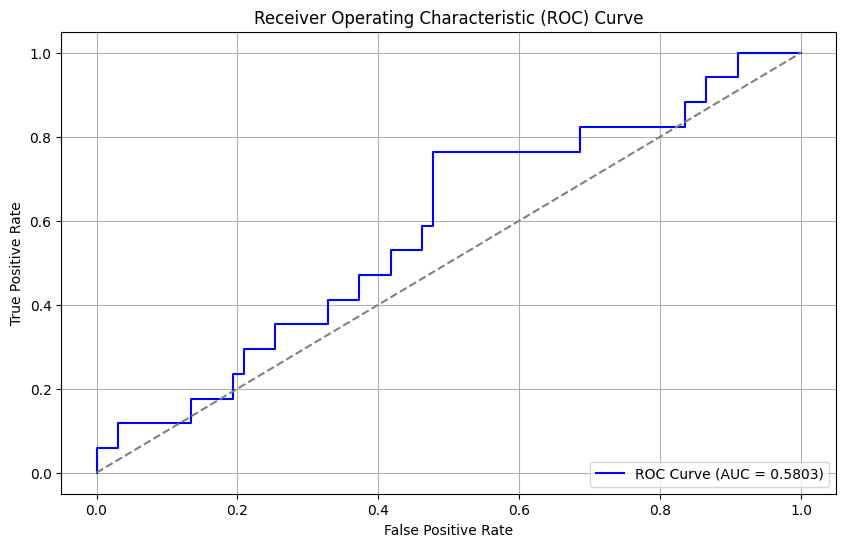 Receiver Operating Characteristic (ROC) Curve
True Positive Rate
1.0
0.8
0.6
0.4
0.2
0.0
ROC Curve (AUC = 0.5803)
0.0 0.2 0.4 0.6 0.8 1.0
False Positive Rate